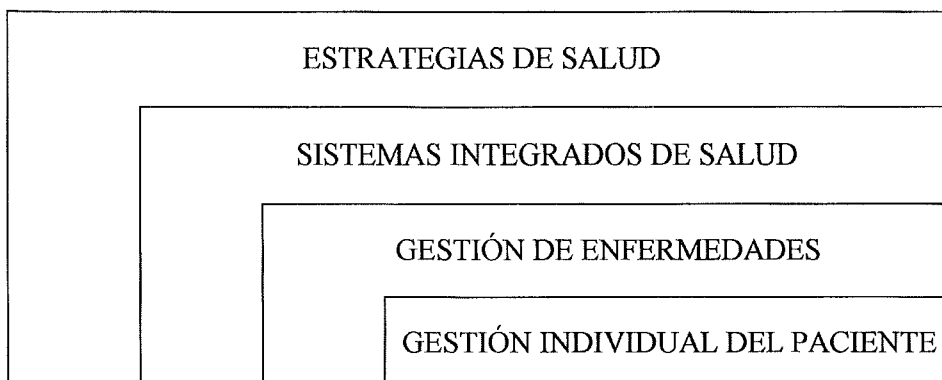 ESTRATEGIAS DE SALUD
SISTEMAS INTEGRADOS DE SALUD
GESTIÓN DE ENFERMEDADES
GESTIÓN INDIVIDUAL DEL PACIENTE